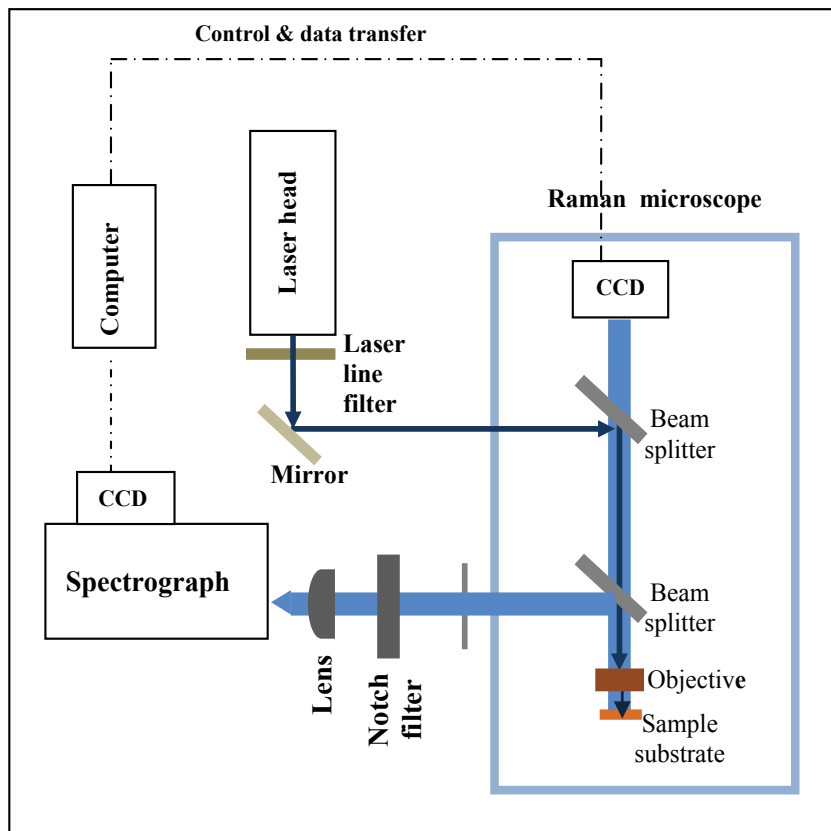 Control & data transfer
Laser head
Raman microscope
Computer
CCD
Laser
line
filter
Beam
splitter
Mirror
CCD
Spectrograph
Beam
splitter
Lens
Notch
filter
Objective
Sample
substrate